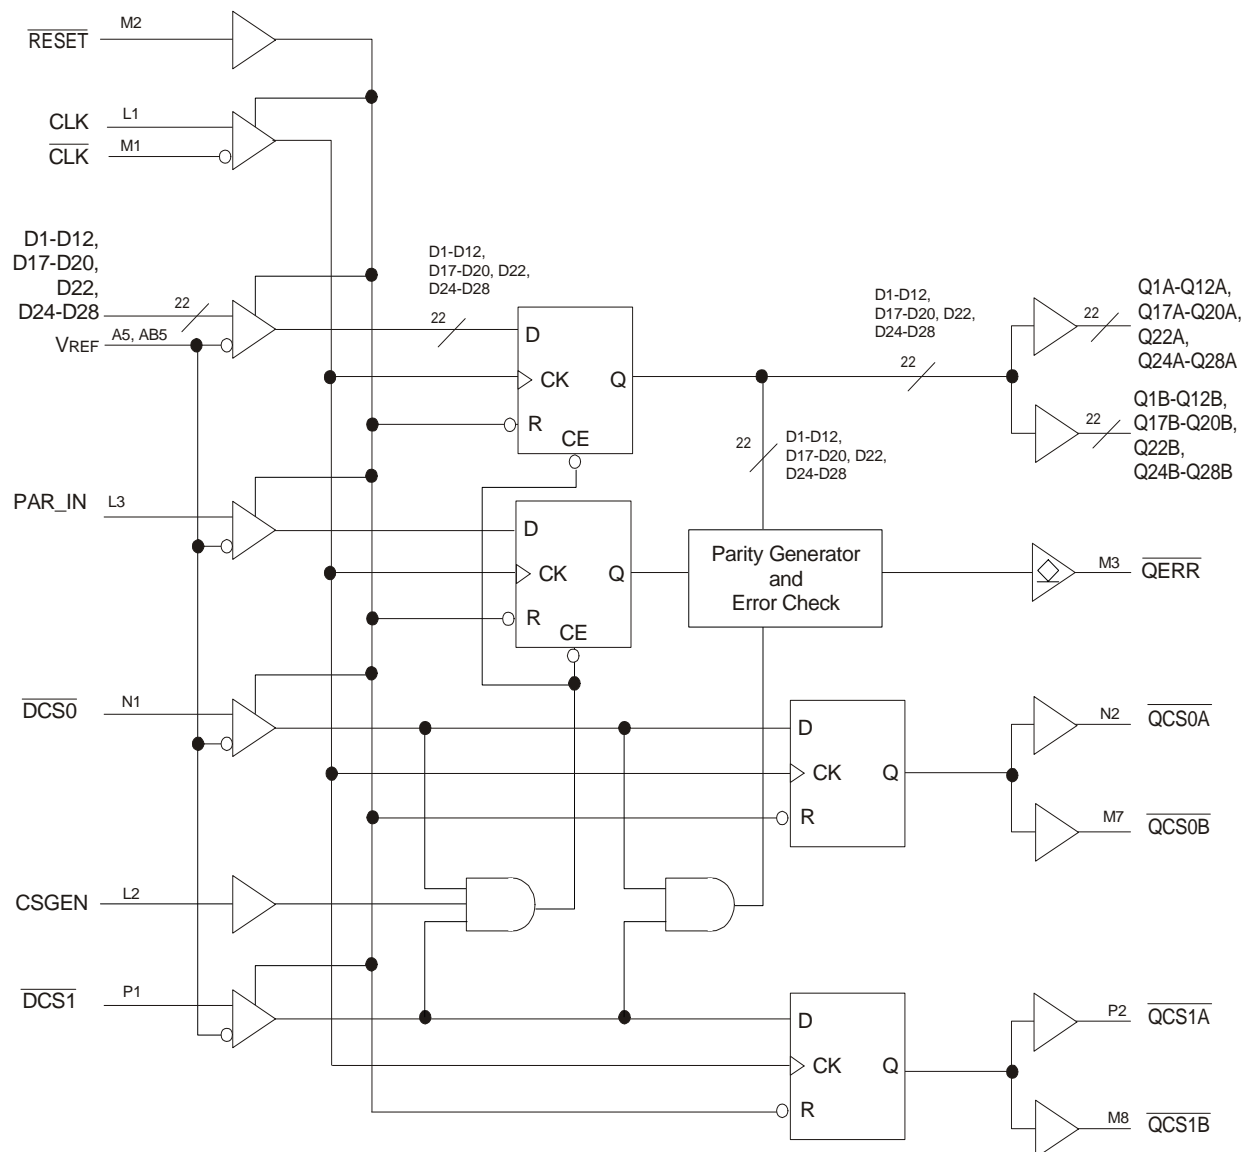 RESET
M2
CLK
L1
CLK
M1
D1-D12,
D17-D20,
D22,
D24-D28
22
VREF
A5, AB5
D1-D12,
D17-D20, D22,
D24-D28
22
D
CK
Q
R
CE
D1-D12,
D17-D20, D22,
D24-D28
22
22
Q1A-Q12A,
Q17A-Q20A,
Q22A,
Q24A-Q28A
22
Q1B-Q12B,
Q17B-Q20B,
Q22B,
Q24B-Q28B
22
D1-D12,
D17-D20, D22,
D24-D28
PAR_IN
L3
D
CK
Q
R
CE
Parity Generator
and
Error Check
M3
QERR
DCS0
N1
D
CK
Q
R
N2
QCS0A
M7
QCS0B
CSGEN
L2
DCS1
P1
D
CK
Q
R
P2
QCS1A
M8
QCS1B